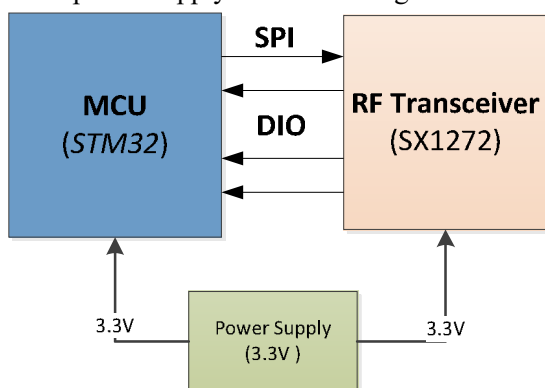 SPI
MCU
(STM32)
RF Transceiver
(SX1272)
DIO
3.3V
3.3V
Power Supply
(3.3V )